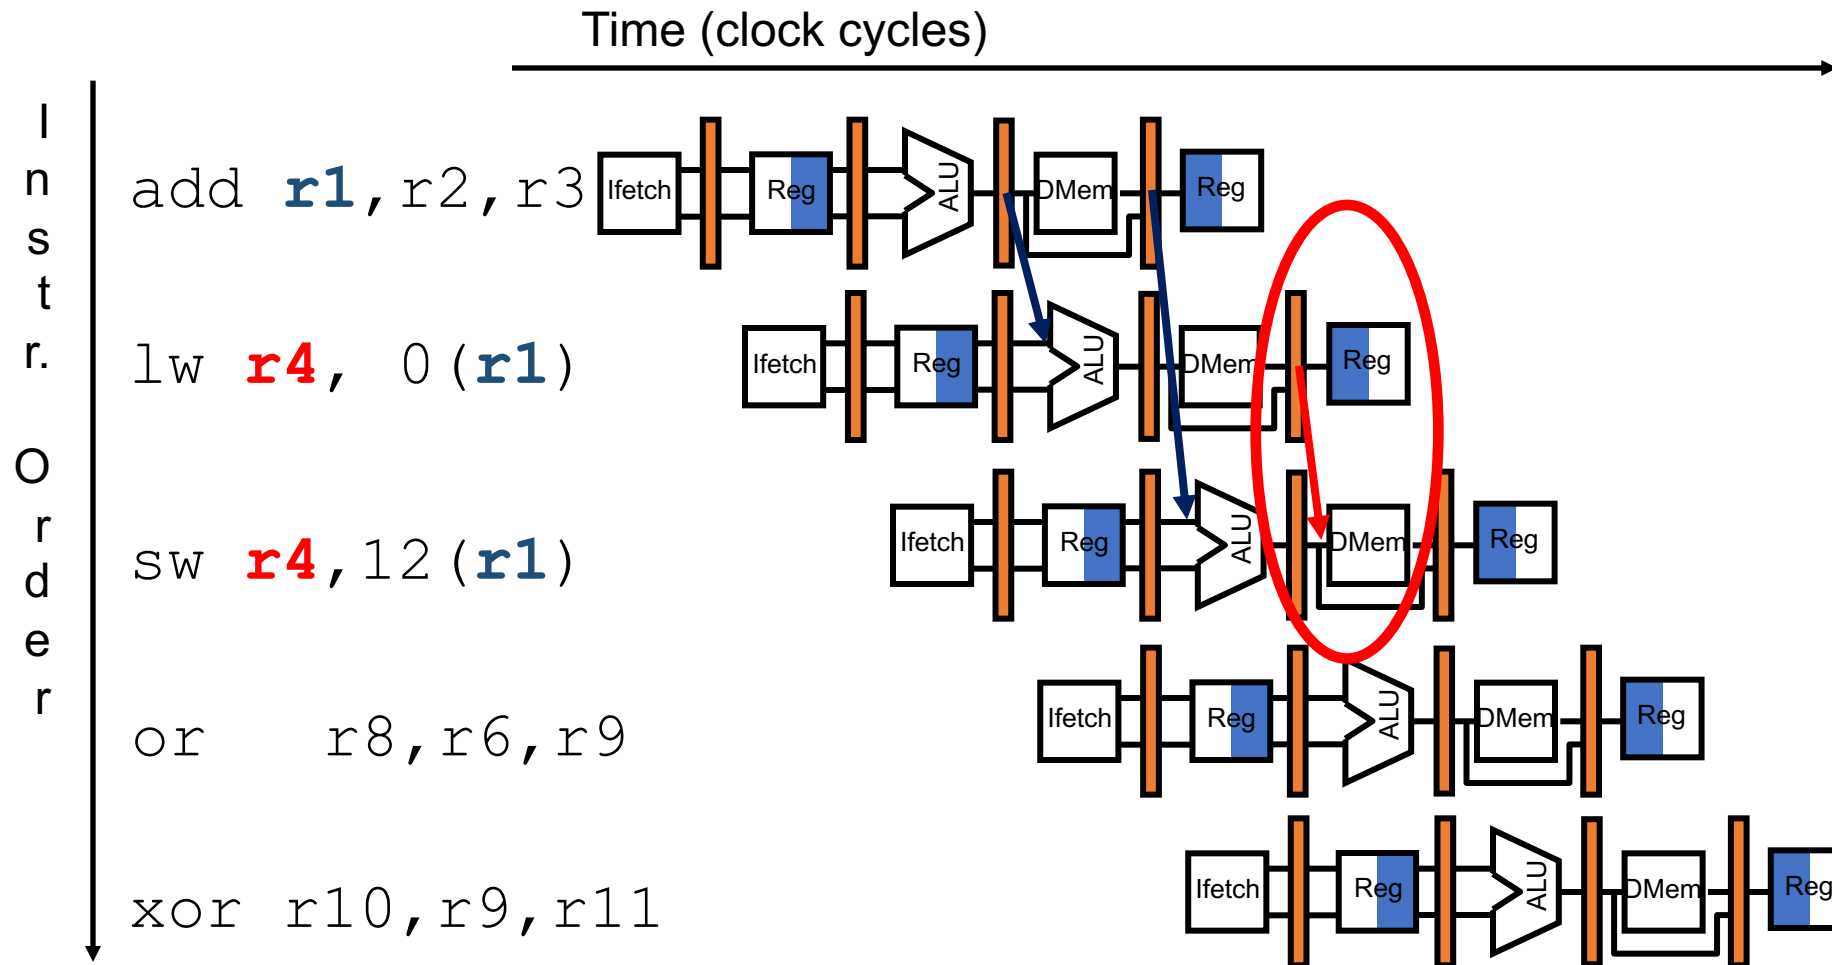 Time (clock cycles)
Instr. Order
add r1,r2,r3
Ifetch Reg ALU DMem Reg
lw r4, 0(r1)
Ifetch Reg ALU DMem Reg
sw r4,12(r1)
Ifetch Reg ALU DMem Reg
or r8,r6,r9
Ifetch Reg ALU DMem Reg
xor r10,r9,r11
Ifetch Reg ALU DMem Reg